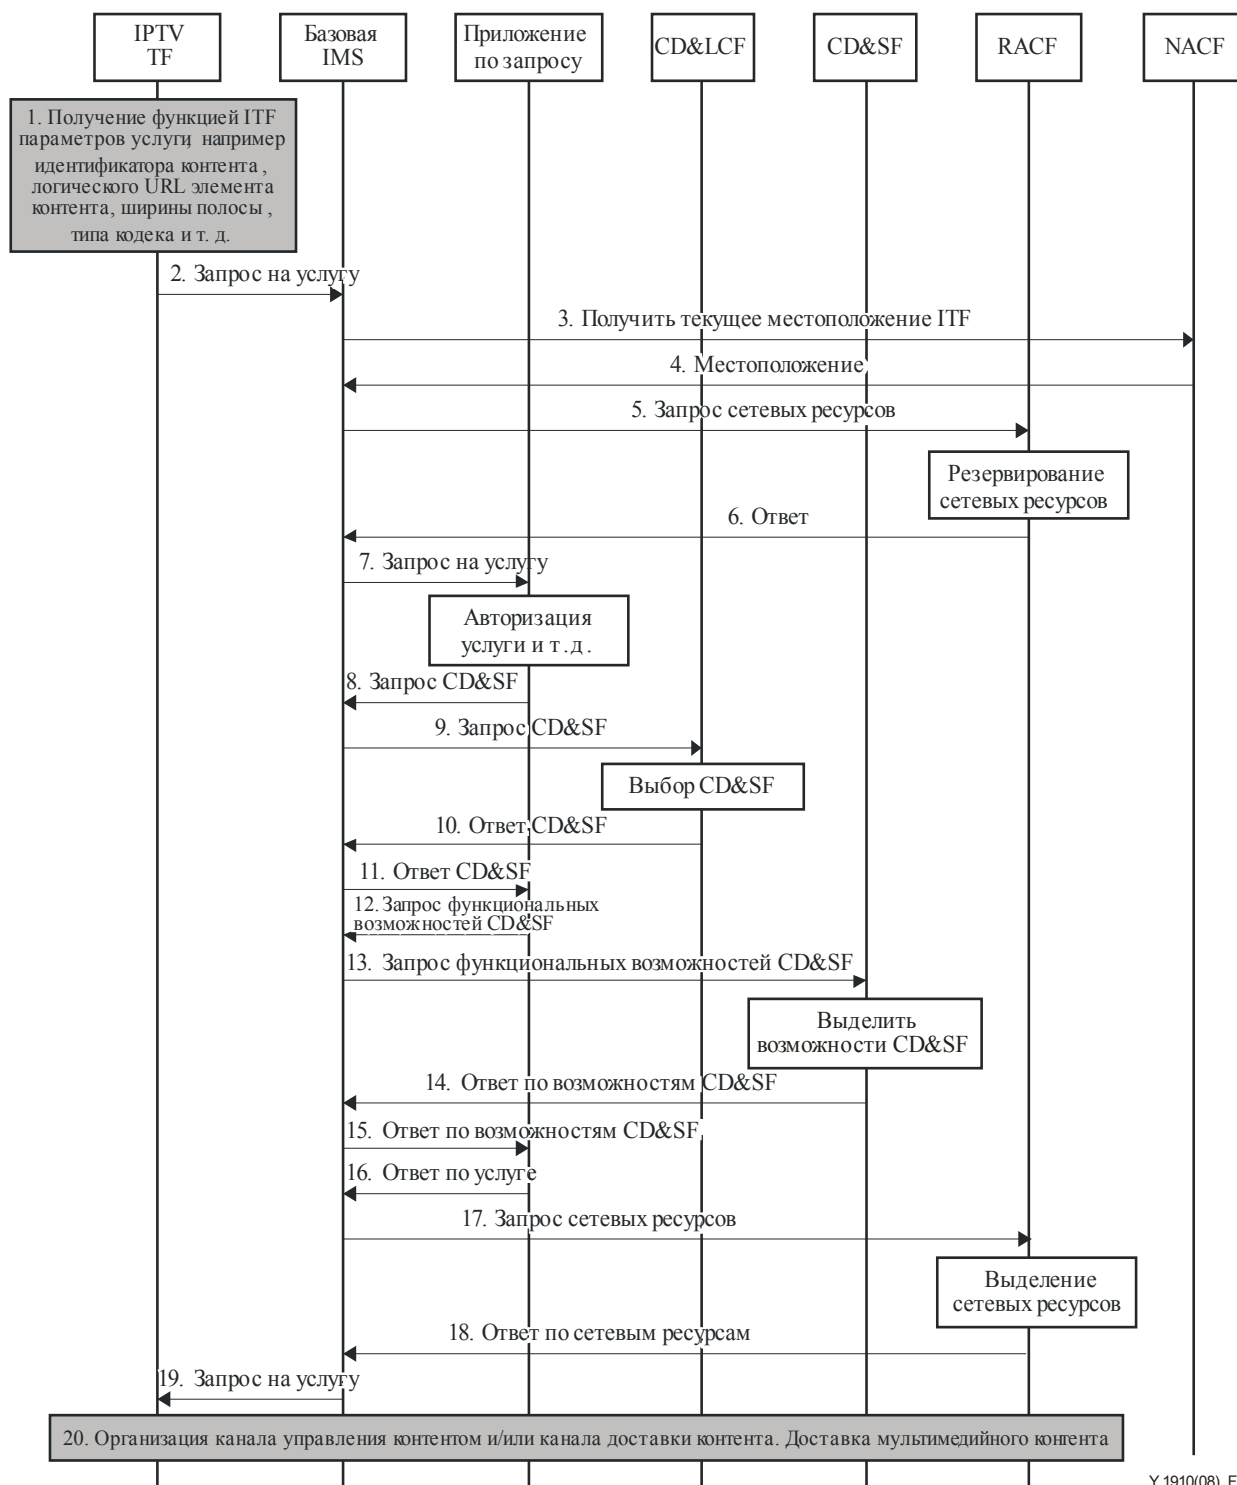 IPTV
TF
Базовая
IMS
Приложение
по запросу
CD&LCF
CD&SF
RACF
NACF
1. Получение функцией ITF
параметров услуги, например
идентификатора контента ,
логического URL элемента
контента, ширины полосы ,
типа кодека и т. д.
2. Запрос на услугу
3. Получить текущее местоположение ITF
4. Местоположение
5. Запрос сетевых ресурсов
Резервирование
сетевых ресурсов
6. Ответ
7. Запрос на услугу
Авторизация
услуги и т .д .
8. Запрос CD&SF
9. Запрос CD&SF
Выбор CD&SF
10. Ответ CD&SF
11. Ответ CD&SF
12. Запрос функциональных
возможностей CD&SF
13. Запрос функциональных возможностей CD&SF
Выделить
возможности CD&SF
14. Ответ по возможностям CD&SF
15. Ответ по возможностям CD&SF
16. Ответ по услуге
17. Запрос сетевых ресурсов
Выделение
сетевых ресурсов
18. Ответ по сетевым ресурсам
19. Запрос на услугу
20. Организация канала управления контентом и/или канала доставки контента. Доставка мультимедийного контента
Y.1910(08)_F